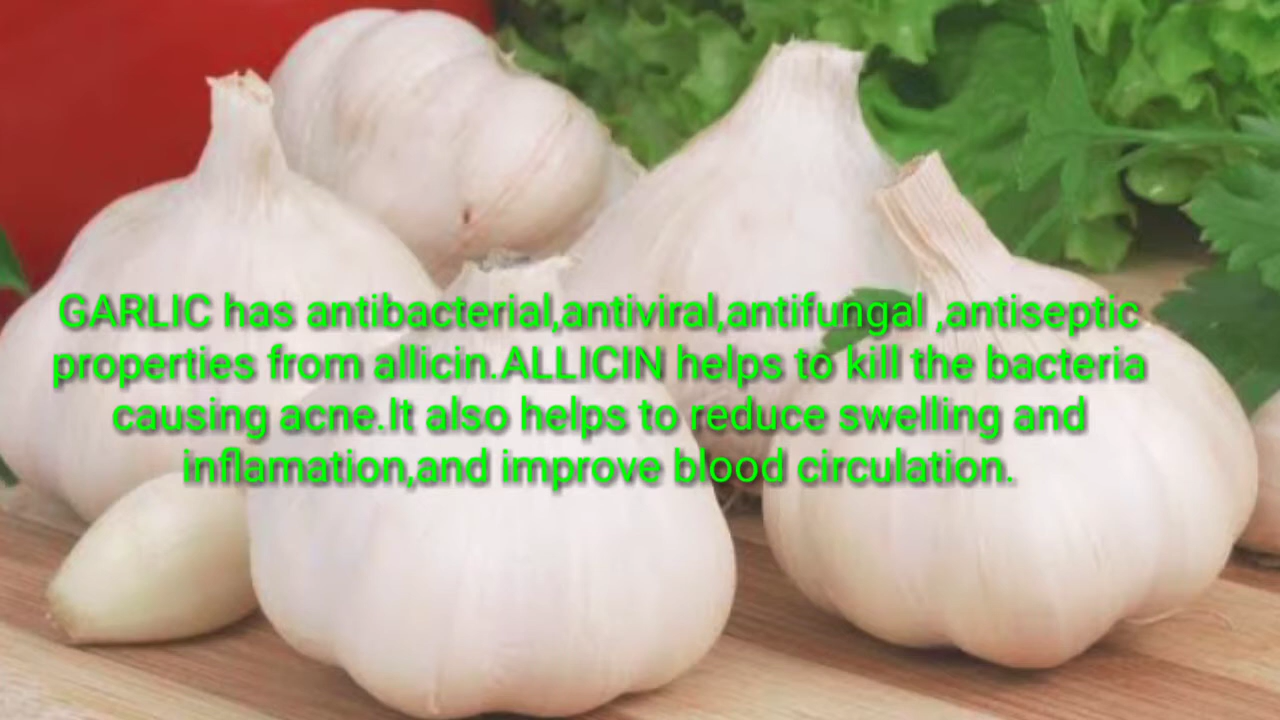 GARLIC has antibacterial,antiviral,antifungal ,antiseptic
properties from allicin.ALLICIN helps to kill the bacteria
causing acne.It also helps to reduce swelling and
inflamation,and improve blood circulation.